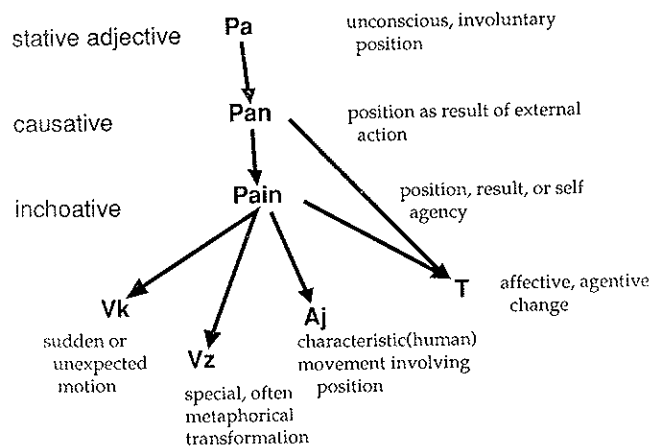 stative adjective
Pa
unconscious, involuntary
position
causative
Pan
position as result of external
action
inchoative
Pain
position, result, or self
agency
Vk
sudden or
unexpected
motion
Vz
special, often
metaphorical
transformation
Aj
characteristic(human)
movement involving
position
T
affective, agentive
change